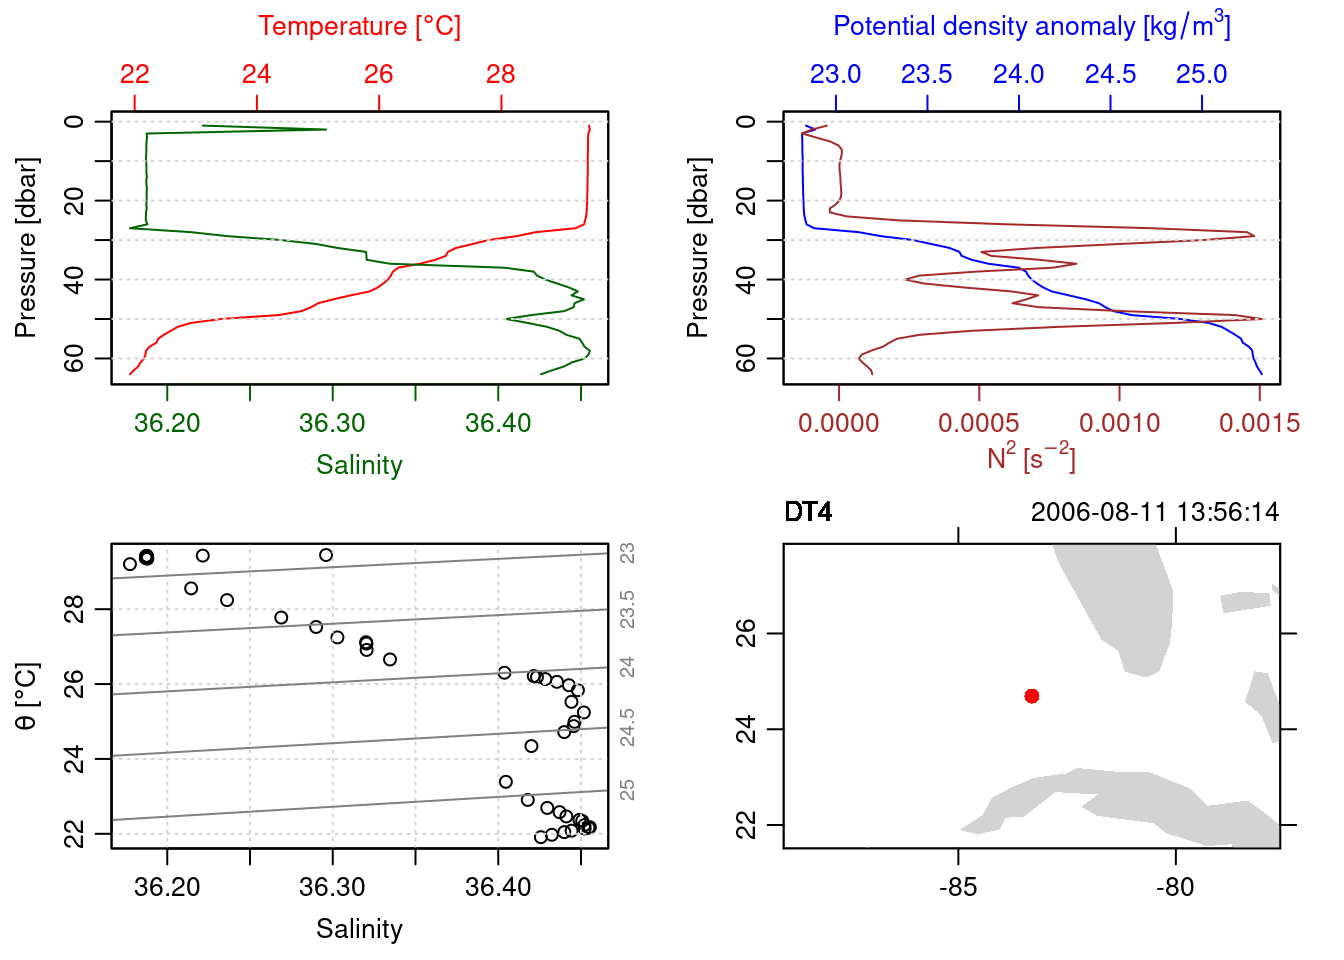 Temperature [°C]
22 24 26 28
0
20
40
60
Pressure [dbar]
36.20 36.30 36.40
Salinity
Potential density anomaly [kg/m³]
23.0 23.5 24.0 24.5 25.0
0
20
40
60
Pressure [dbar]
0.0000 0.0005 0.0010 0.0015
N² [s⁻²]
23
23.5
24
24.5
25
28
26
24
22
θ [°C]
36.20 36.30 36.40
Salinity
DT4 2006-08-11 13:56:14
26
24
22
-85 -80